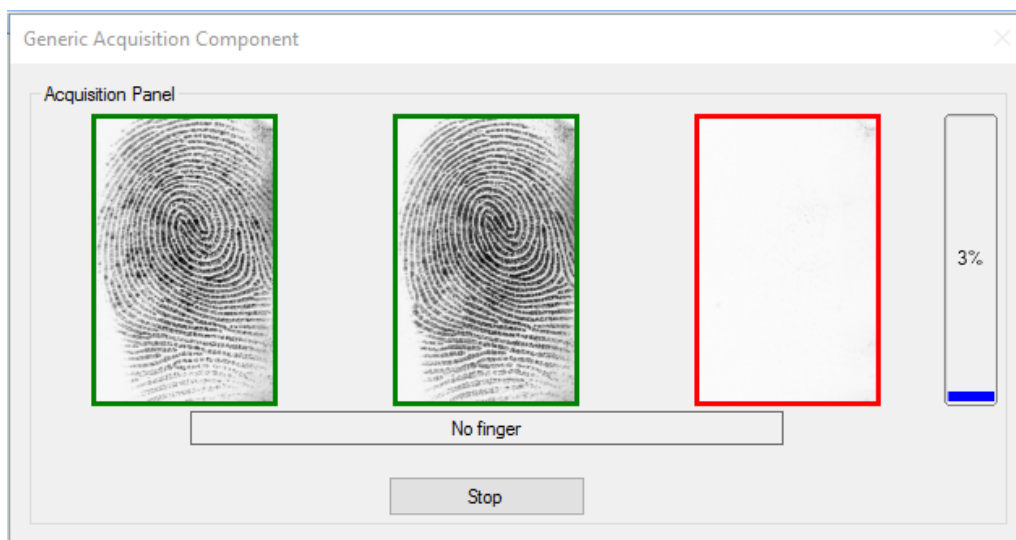 Generic Acquisition Component
Acquisition Panel
3%
No finger
Stop